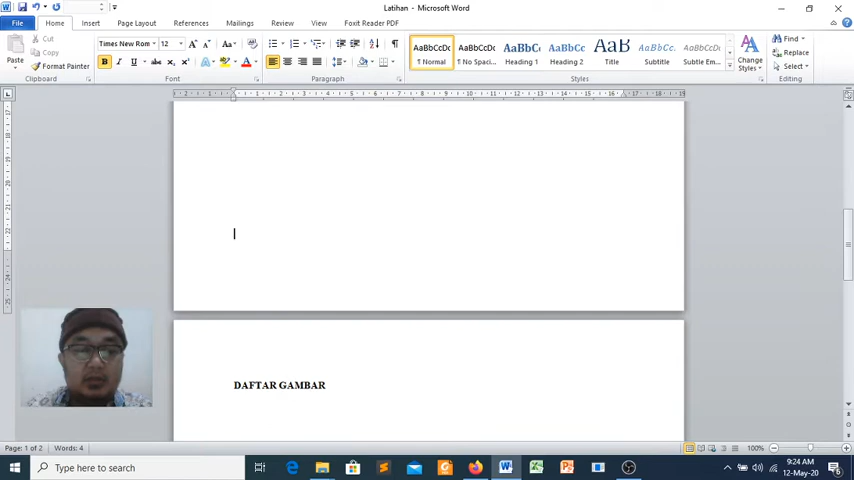 Latihan - Microsoft Word
File Home Insert Page Layout References Mailings Review View Foxit Reader PDF
Paste
Cut
Copy
Format Painter
Clipboard
Times New Rom 12
Font
Paragraph
AaBbCcDc AaBbCcDc AaBbC AaBbCc AaB AaBbCc. AaBbCcDc
¶ Normal ¶ No Spaci... Heading 1 Heading 2 Title Subtitle Subtle Em...
Styles
Change
Styles
Find
Replace
Select
Editing
DAFTAR GAMBAR
Page: 1 of 2 Words: 4
100%
Type here to search
9:24 AM
12-May-20